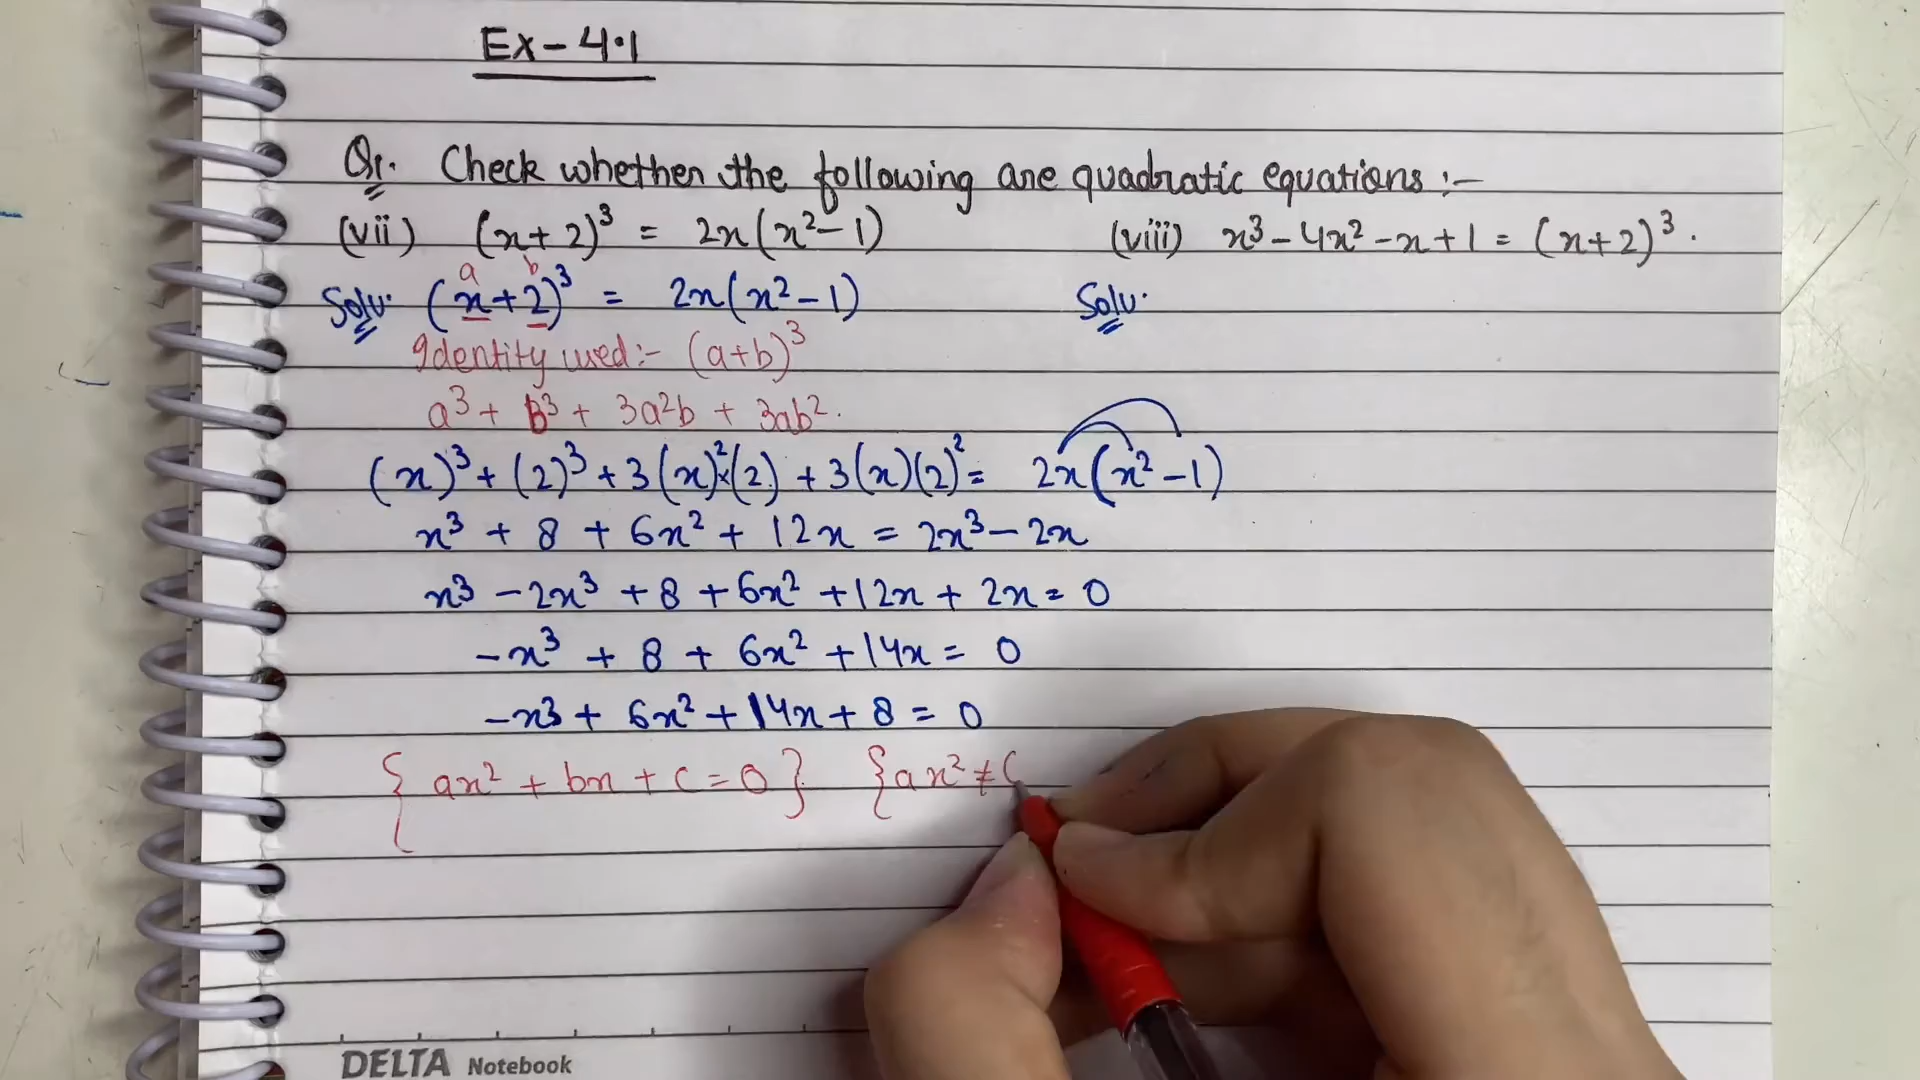 Ex - 4.1
Q1. Check whether the following are quadratic equations :-
(vii) (x+2)³ = 2x(x²-1) (viii) x³ - 4x² - x + 1 = (x+2)³.
a b
Solu. (x+2)³ = 2x(x²-1) Solu.
Identity used:- (a+b)³
a³ + b³ + 3a²b + 3ab².
(x)³ + (2)³ + 3(x)²×(2) + 3(x)(2)² = 2x(x²-1)
x³ + 8 + 6x² + 12x = 2x³ - 2x
x³ - 2x³ + 8 + 6x² + 12x + 2x = 0
-x³ + 8 + 6x² + 14x = 0
-x³ + 6x² + 14x + 8 = 0
{ax² + bx + c = 0} {ax² ≠
(
DELTA Notebook